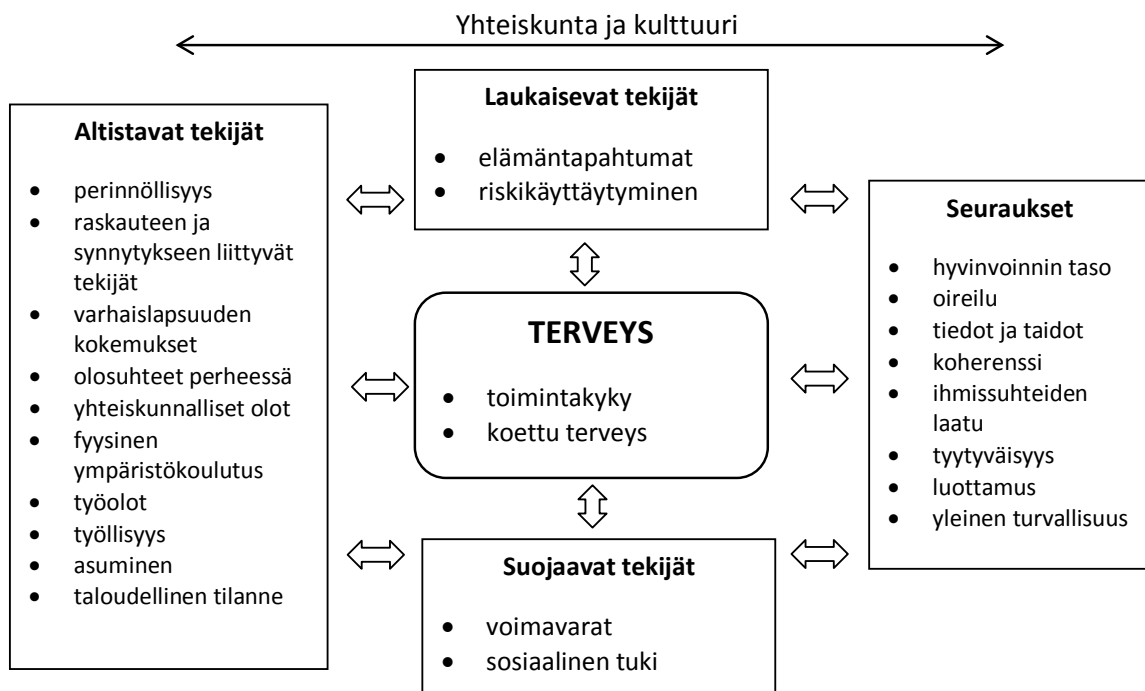 Yhteiskunta ja kulttuuri
Altistavat tekijät
• perinnöllisyys
• raskauteen ja
synnytykseen liittyvät
tekijät
• varhaislapsuuden
kokemukset
• olosuhteet perheessä
• yhteiskunnalliset olot
• fyysinen
ympäristökoulutus
• työolot
• työllisyys
• asuminen
• taloudellinen tilanne
Laukaisevat tekijät
• elämäntapahtumat
• riskikäyttäytyminen
TERVEYS
• toimintakyky
• koettu terveys
Suojaavat tekijät
• voimavarat
• sosiaalinen tuki
Seuraukset
• hyvinvoinnin taso
• oireilu
• tiedot ja taidot
• koherenssi
• ihmissuhteiden
laatu
• tyytyväisyys
• luottamus
• yleinen turvallisuus